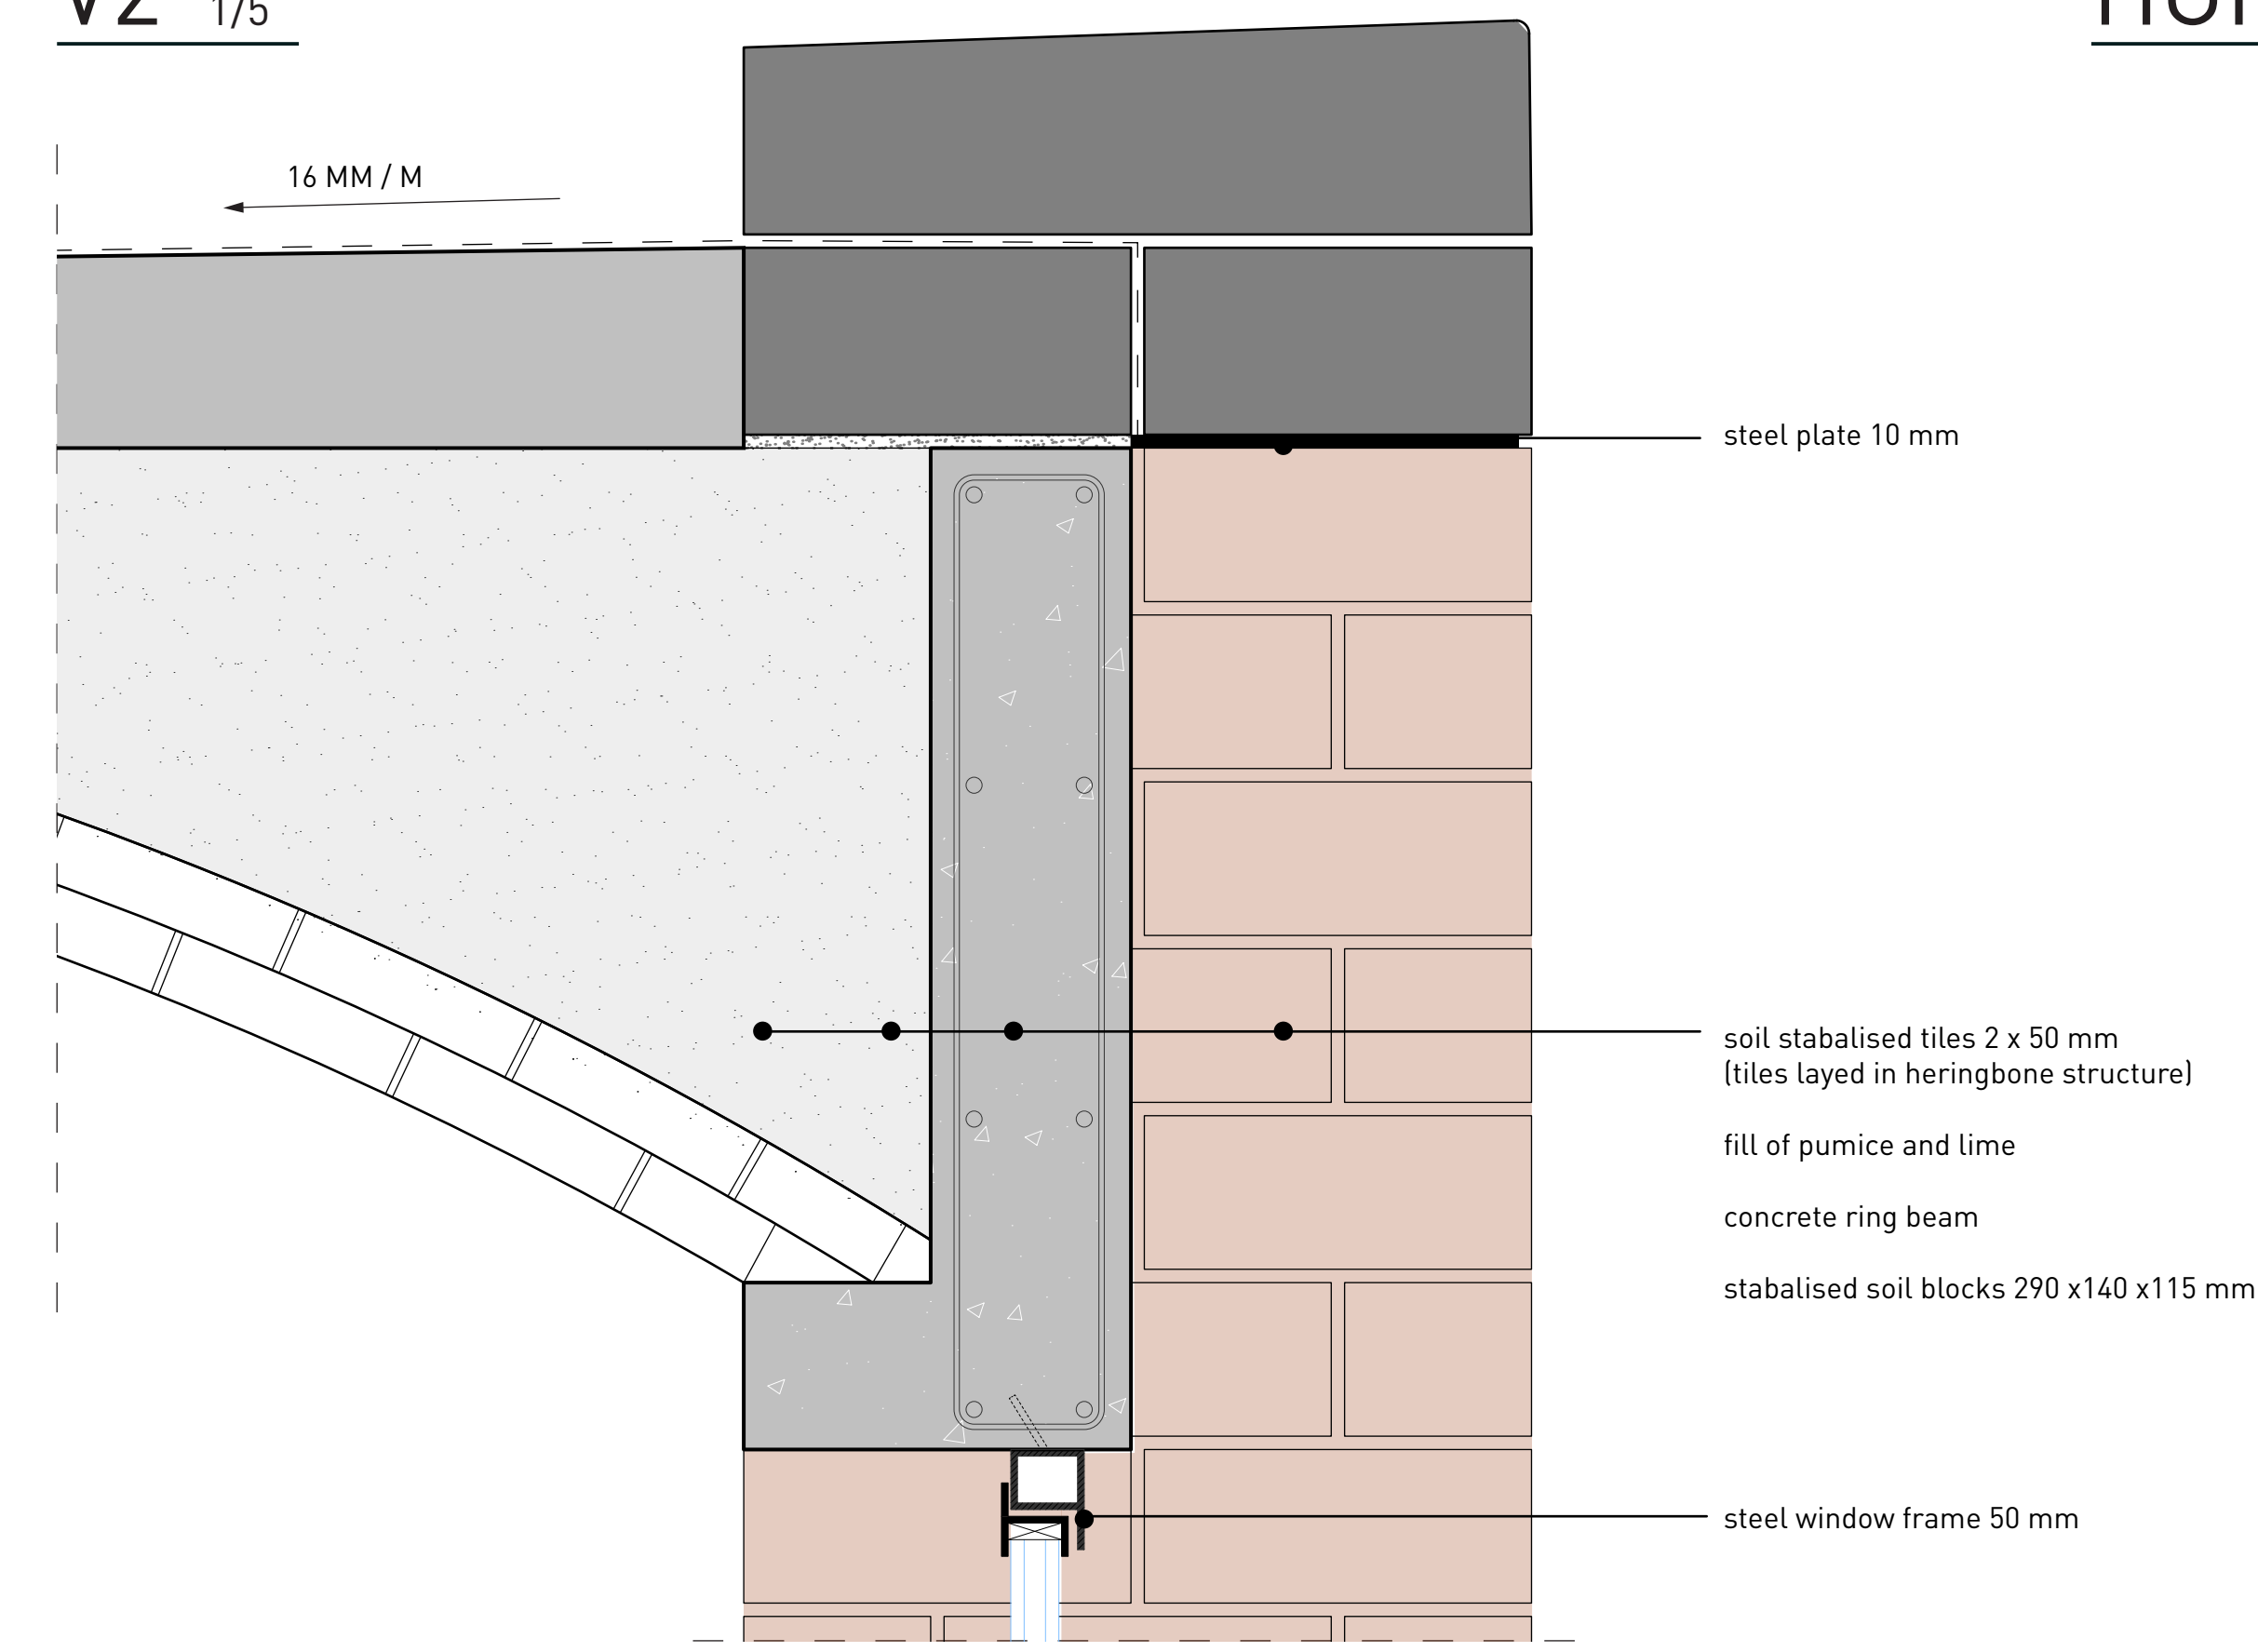 V2 1/5
16 MM / M
steel plate 10 mm
soil stabalised tiles 2 x 50 mm
(tiles layed in heringbone structure)
fill of pumice and lime
concrete ring beam
stabalised soil blocks 290 x140 x115 mm
steel window frame 50 mm